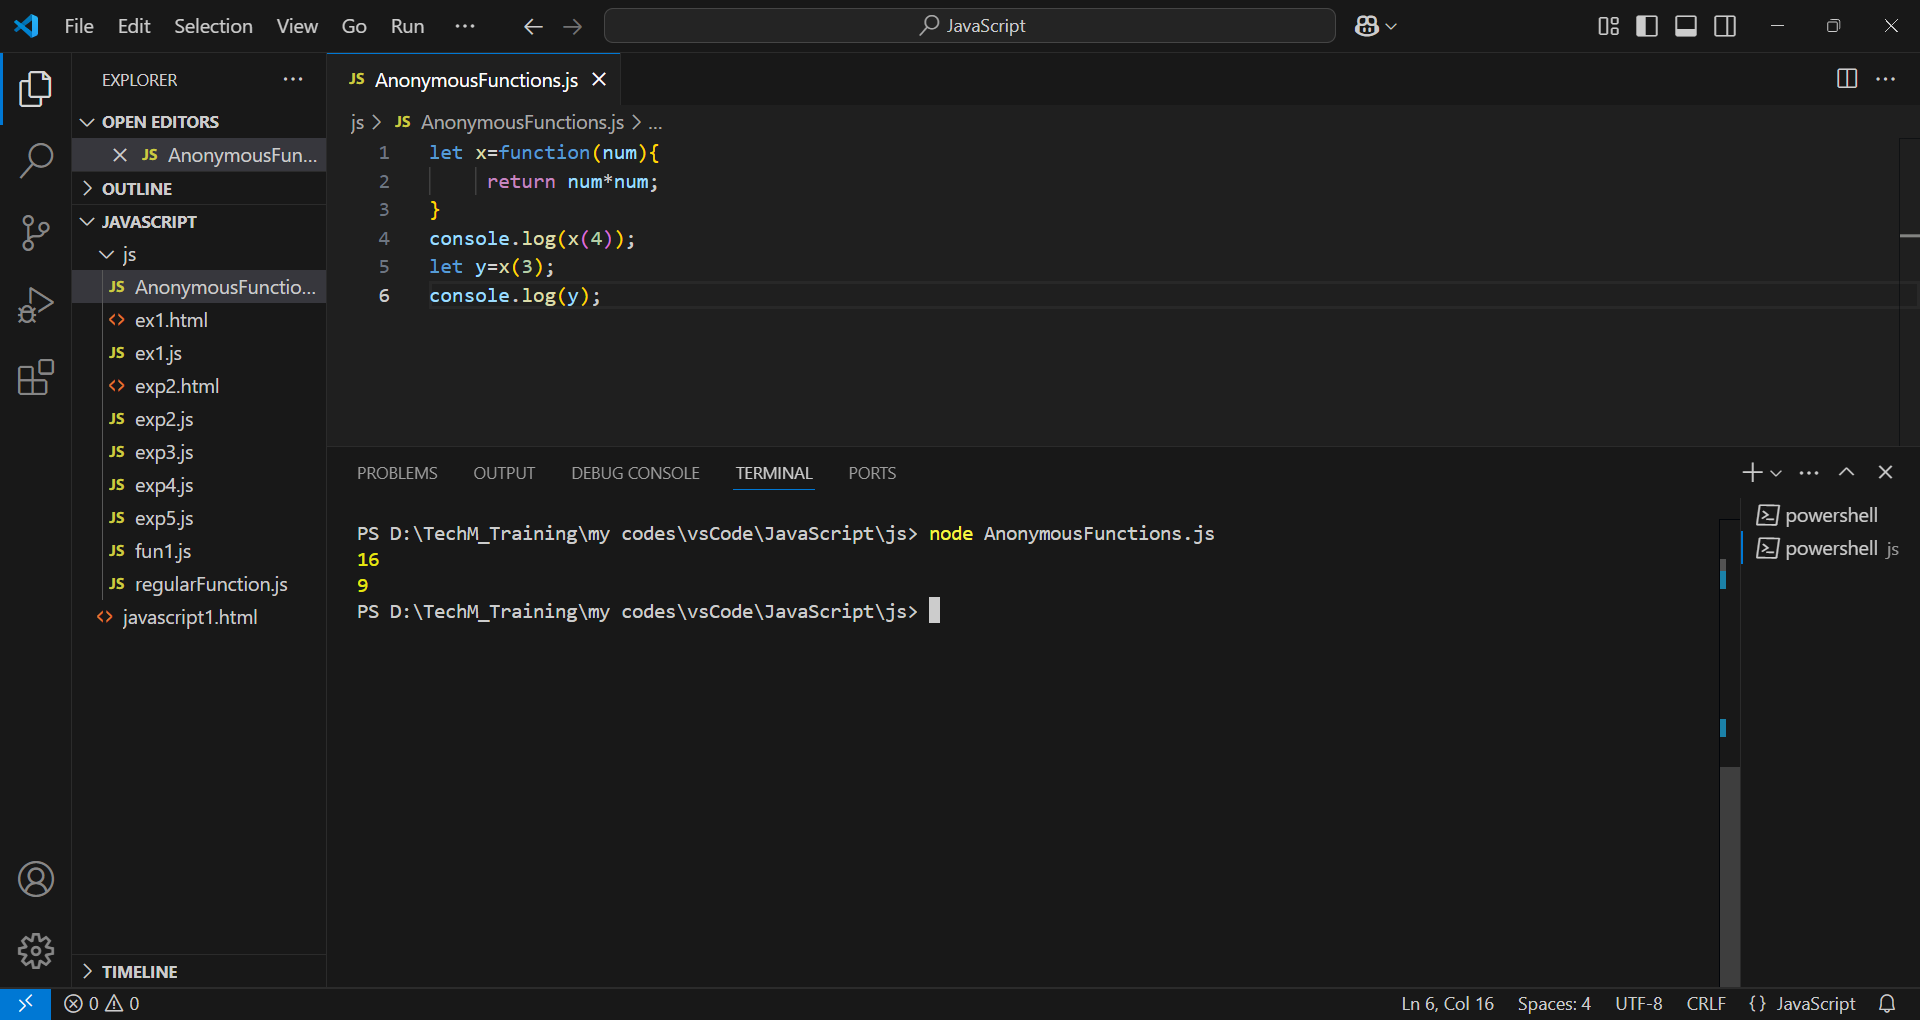 File Edit Selection View Go Run ··· JavaScript
EXPLORER ···
OPEN EDITORS
JS AnonymousFun...
OUTLINE
JAVASCRIPT
js
JS AnonymousFunctio...
<> ex1.html
JS ex1.js
<> exp2.html
JS exp2.js
JS exp3.js
JS exp4.js
JS exp5.js
JS fun1.js
JS regularFunction.js
<> javascript1.html
TIMELINE
JS AnonymousFunctions.js
js > JS AnonymousFunctions.js > ...
1 let x=function(num){
2 return num*num;
3 }
4 console.log(x(4));
5 let y=x(3);
6 console.log(y);
PROBLEMS OUTPUT DEBUG CONSOLE TERMINAL PORTS
PS D:\TechM_Training\my codes\vsCode\JavaScript\js> node AnonymousFunctions.js
16
9
PS D:\TechM_Training\my codes\vsCode\JavaScript\js>
powershell
powershell js
0 0 Ln 6, Col 16 Spaces: 4 UTF-8 CRLF {} JavaScript